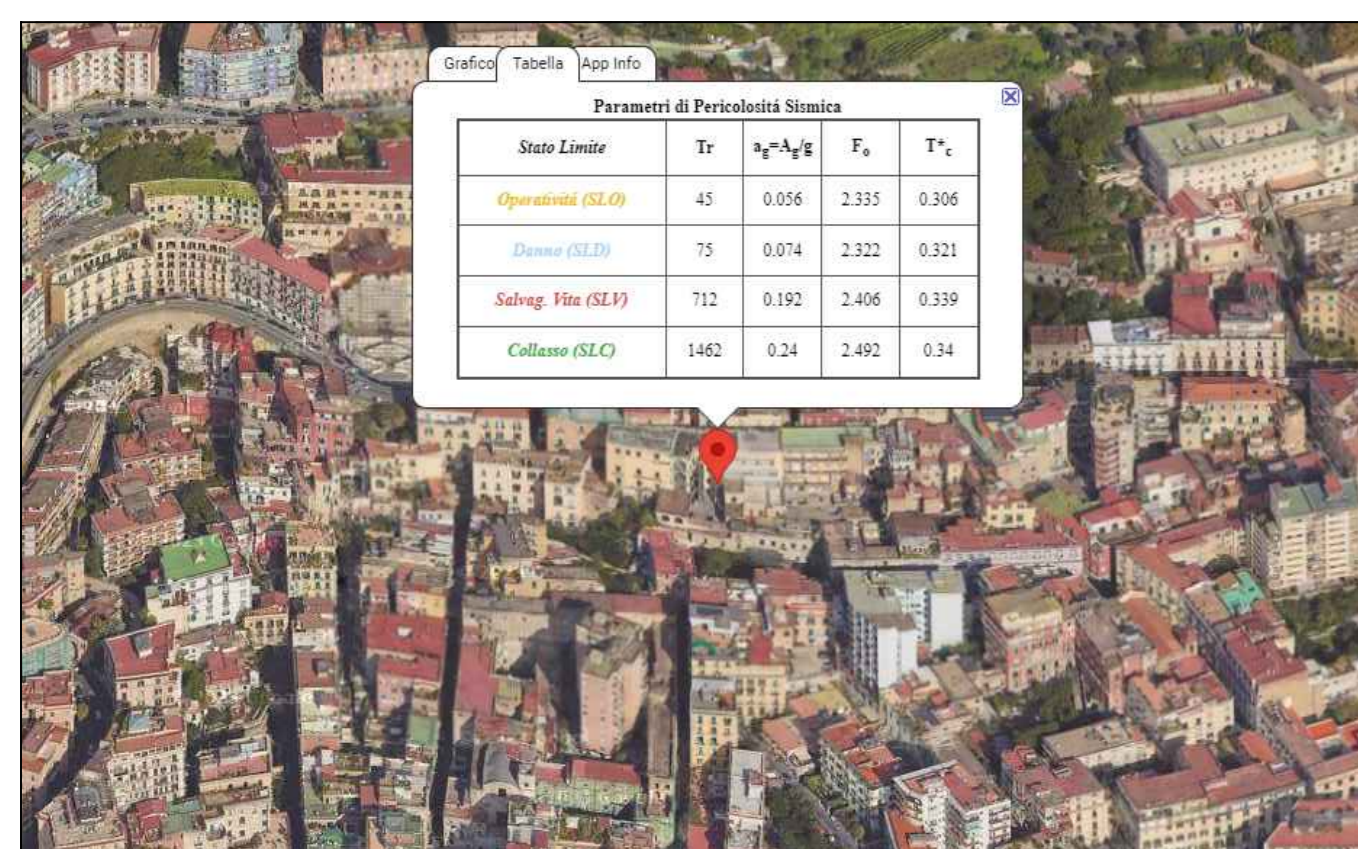 Grafico Tabella App Info
Parametri di Pericolositá Sismica
Stato Limite Tr ag=Ag/g Fo T*c
Operativitá (SLO) 45 0.056 2.335 0.306
Danno (SLD) 75 0.074 2.322 0.321
Salvag. Vita (SLV) 712 0.192 2.406 0.339
Collasso (SLC) 1462 0.24 2.492 0.34